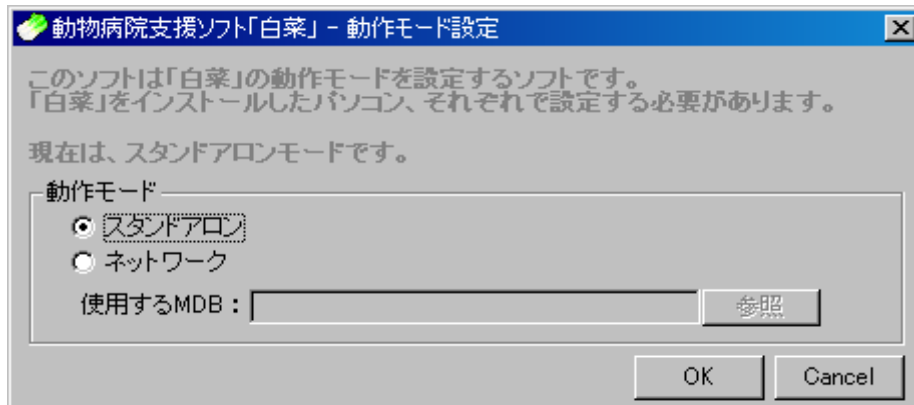 動物病院支援ソフト「白菜」 - 動作モード設定
このソフトは「白菜」の動作モードを設定するソフトです。
「白菜」をインストールしたパソコン、それぞれで設定する必要があります。
現在は、スタンドアロンモードです。
動作モード
スタンドアロン
ネットワーク
使用するMDB：
参照
OK
Cancel